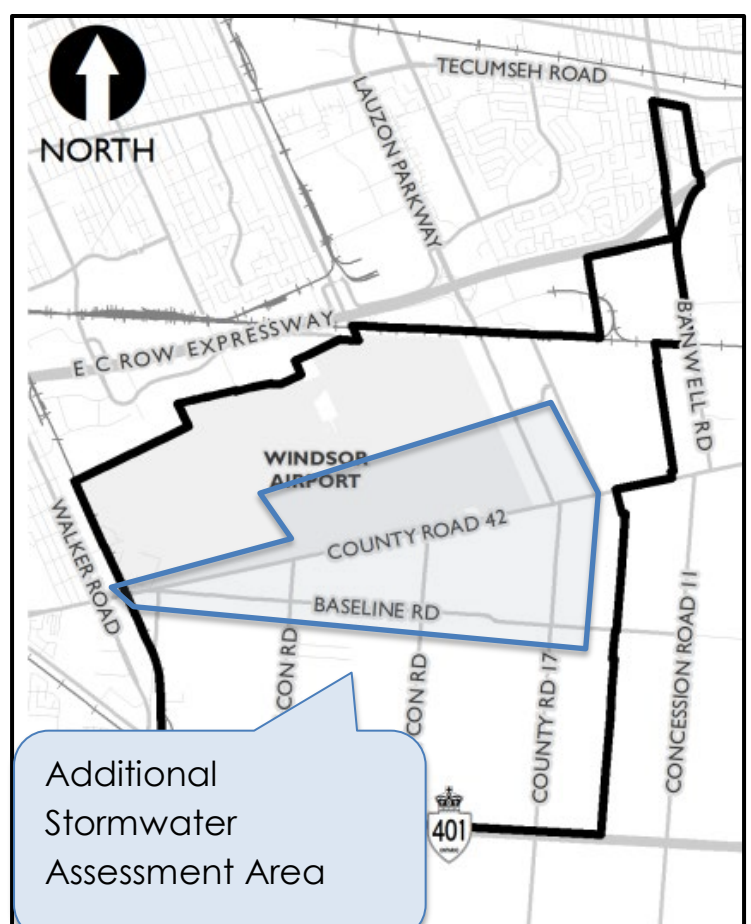 NORTH
TECUMSEH ROAD
LAUZON PARKWAY
E C ROW EXPRESSWAY
BANWELL RD
WINDSOR
AIRPORT
WALKER ROAD
COUNTY ROAD 42
BASELINE RD
CON RD
CON RD
COUNTY RD 17
CONCESSION ROAD 11
401
ONTARIO
Additional
Stormwater
Assessment Area